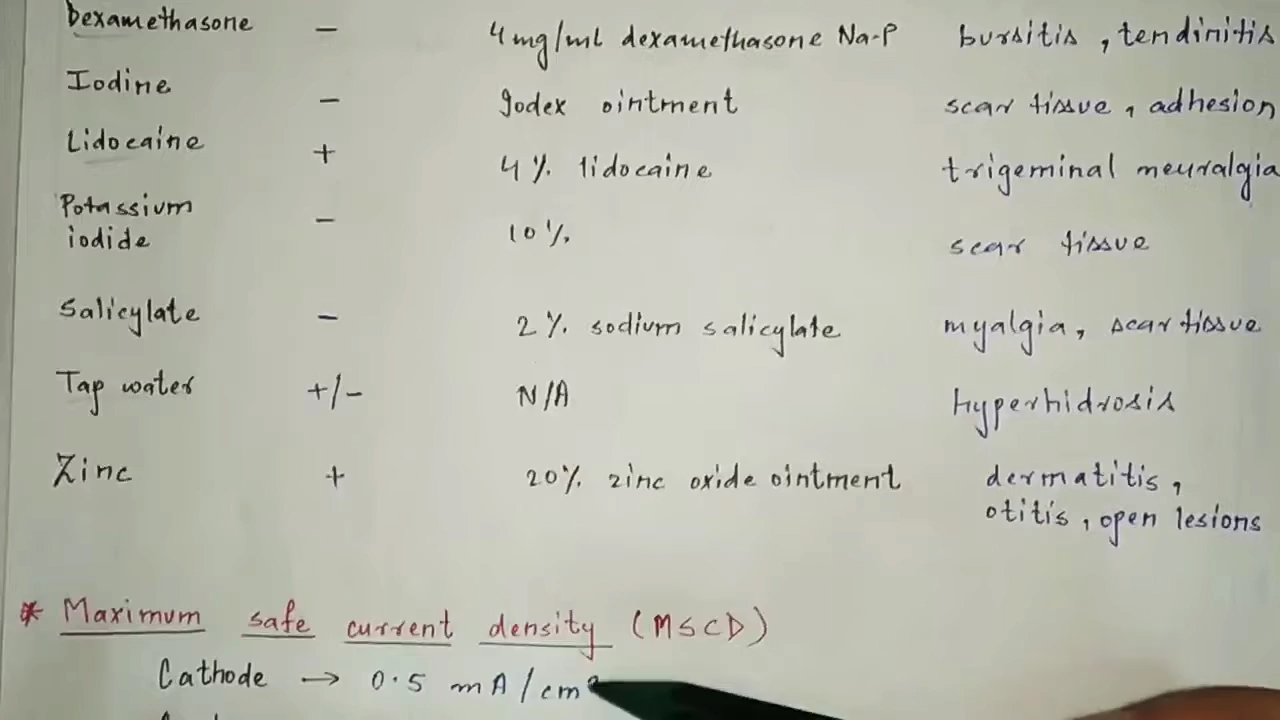 Dexamethasone - 4mg/ml dexamethasone Na-P bursitis, tendinitis
Iodine - Iodex ointment scar tissue, adhesion
Lidocaine + 4% lidocaine trigeminal neuralgia
Potassium iodide - 10% scar tissue
Salicylate - 2% sodium salicylate myalgia, scar tissue
Tap water +/- N/A hyperhidrosis
Zinc + 20% zinc oxide ointment dermatitis,
otitis, open lesions
* Maximum safe current density (MSCD)
Cathode → 0.5 mA/cm²